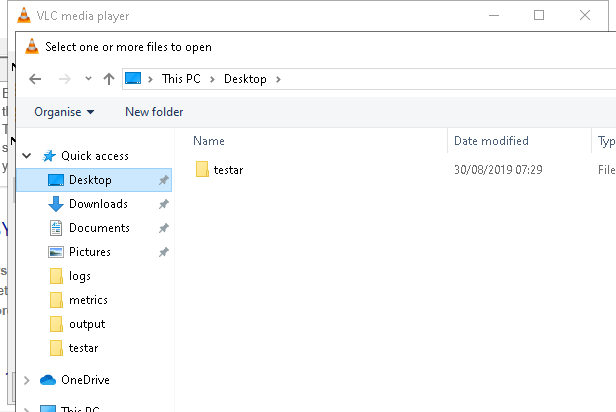 VLC media player
Select one or more files to open
This PC > Desktop >
Organise New folder
Name Date modified Typ
Quick access
testar 30/08/2019 07:29 File
Desktop
Downloads
Documents
Pictures
logs
metrics
output
testar
OneDrive
This PC